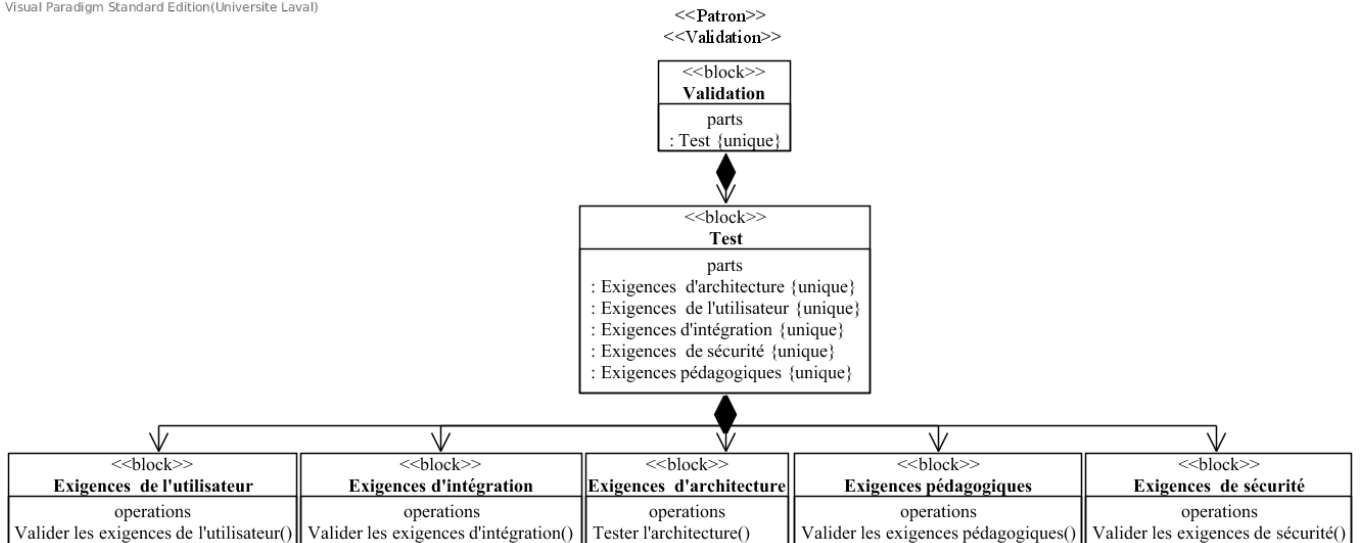 Visual Paradigm Standard Edition(Universite Laval)
<<Patron>>
<<Validation>>
<<block>>
Validation
parts
: Test {unique}
<<block>>
Test
parts
: Exigences  d'architecture {unique}
: Exigences  de l'utilisateur {unique}
: Exigences d'intégration {unique}
: Exigences  de sécurité {unique}
: Exigences pédagogiques {unique}
<<block>>
Exigences  de l'utilisateur
operations
Valider les exigences de l'utilisateur()
<<block>>
Exigences d'intégration
operations
Valider les exigences d'intégration()
<<block>>
Exigences  d'architecture
operations
Tester l'architecture()
<<block>>
Exigences pédagogiques
operations
Valider les exigences pédagogiques()
<<block>>
Exigences  de sécurité
operations
Valider les exigences de sécurité()